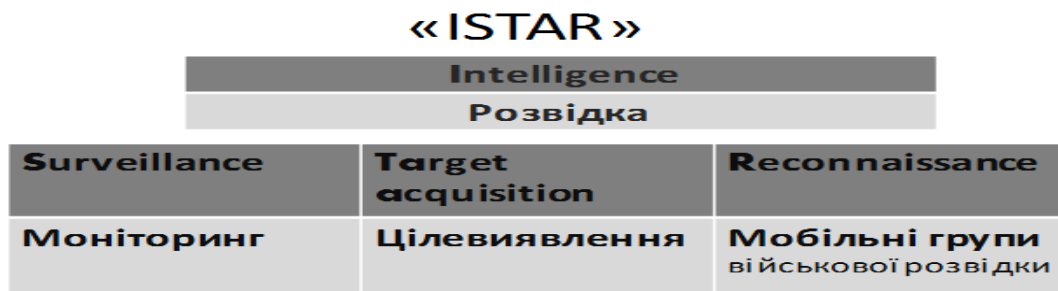 «ISTAR»
Intelligence
Розвідка
Surveillance
Target
acquisition
Reconnaissance
Моніторинг
Цілевиявлення
Мобільні групи
військової розвідки